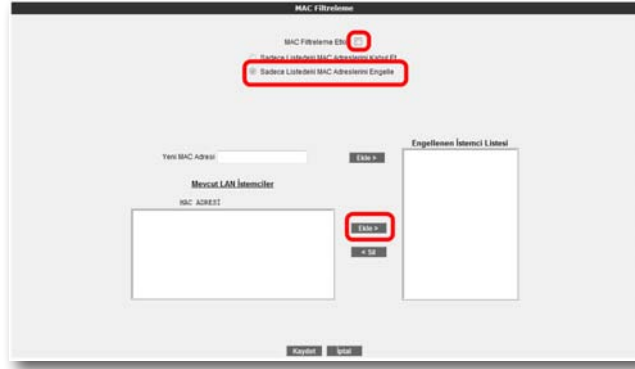 MAC Filtreleme
MAC Filtreleme Etkin
Sadece Listedeki MAC Adreslerini Kabul Et
Sadece Listedeki MAC Adreslerini Engelle
Engellenen İstemci Listesi
Yeni MAC Adresi
Ekle >
Mevcut LAN İstemciler
MAC ADRESİ
Ekle >
< Sil
Kaydet
İptal